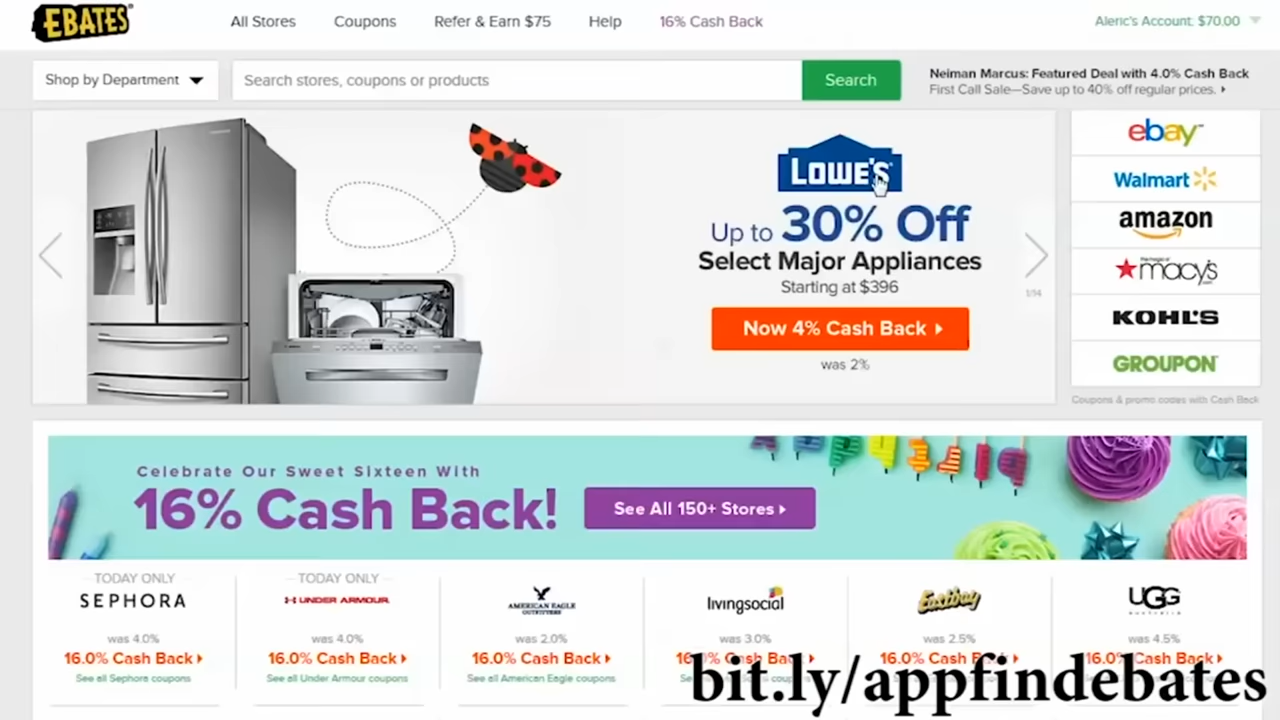 EBATES
All Stores
Coupons
Refer & Earn $75
Help
16% Cash Back
Aleric's Account: $70.00
Shop by Department
Search stores, coupons or products
Search
Neiman Marcus: Featured Deal with 4.0% Cash Back
First Call Sale—Save up to 40% off regular prices.
LOWE'S
Up to 30% Off
Select Major Appliances
Starting at $396
Now 4% Cash Back
was 2%
1/14
ebay
Walmart
amazon
the magic of
macy's
KOHL'S
GROUPON
Coupons & promo codes with Cash Back
Celebrate Our Sweet Sixteen With
16% Cash Back!
See All 150+ Stores
TODAY ONLY
SEPHORA
was 4.0%
16.0% Cash Back
See all Sephora coupons
TODAY ONLY
UNDER ARMOUR
was 4.0%
16.0% Cash Back
See all Under Armour coupons
AMERICAN EAGLE
OUTFITTERS
was 2.0%
16.0% Cash Back
See all American Eagle coupons
livingsocial
was 3.0%
16.0% Cash Back
Eastbay
was 2.5%
16.0% Cash Back
UGG
AUSTRALIA
was 4.5%
16.0% Cash Back
bit.ly/appfindebates